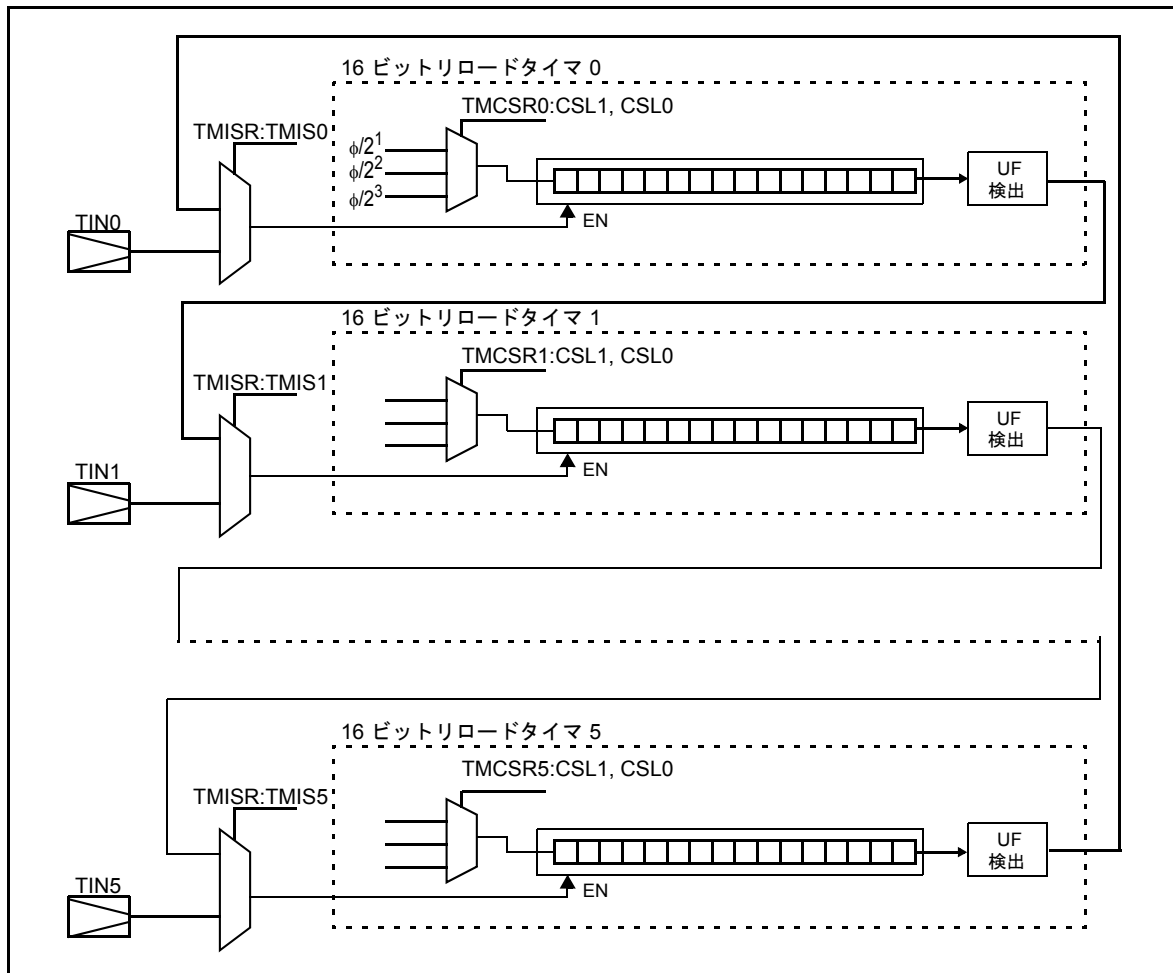 16 ビットリロードタイマ 0
TMCSR0:CSL1, CSL0
TMISR:TMIS0
ϕ/2¹
ϕ/2²
ϕ/2³
UF
検出
TIN0
EN
16 ビットリロードタイマ 1
TMCSR1:CSL1, CSL0
TMISR:TMIS1
UF
検出
TIN1
EN
16 ビットリロードタイマ 5
TMCSR5:CSL1, CSL0
TMISR:TMIS5
UF
検出
TIN5
EN